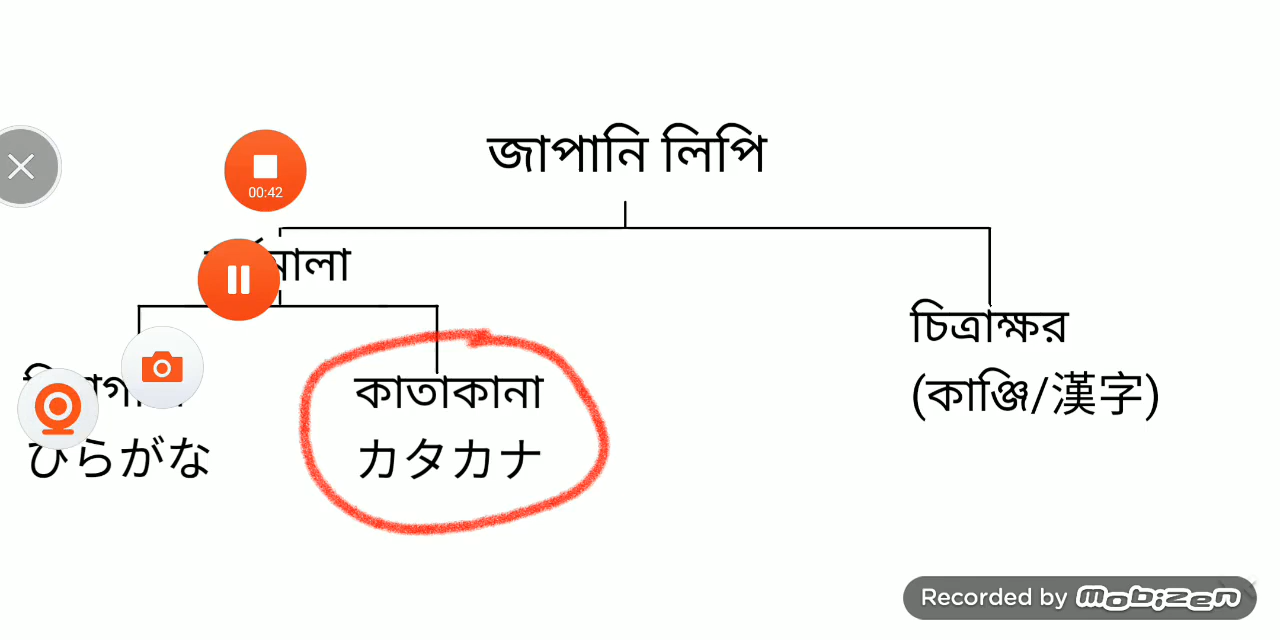 জাপানি লিপি
00:42
চিত্রাক্ষর
(কাঞ্জি/漢字)
কাতাকানা
カタカナ
ひらがな
Recorded by mobizen